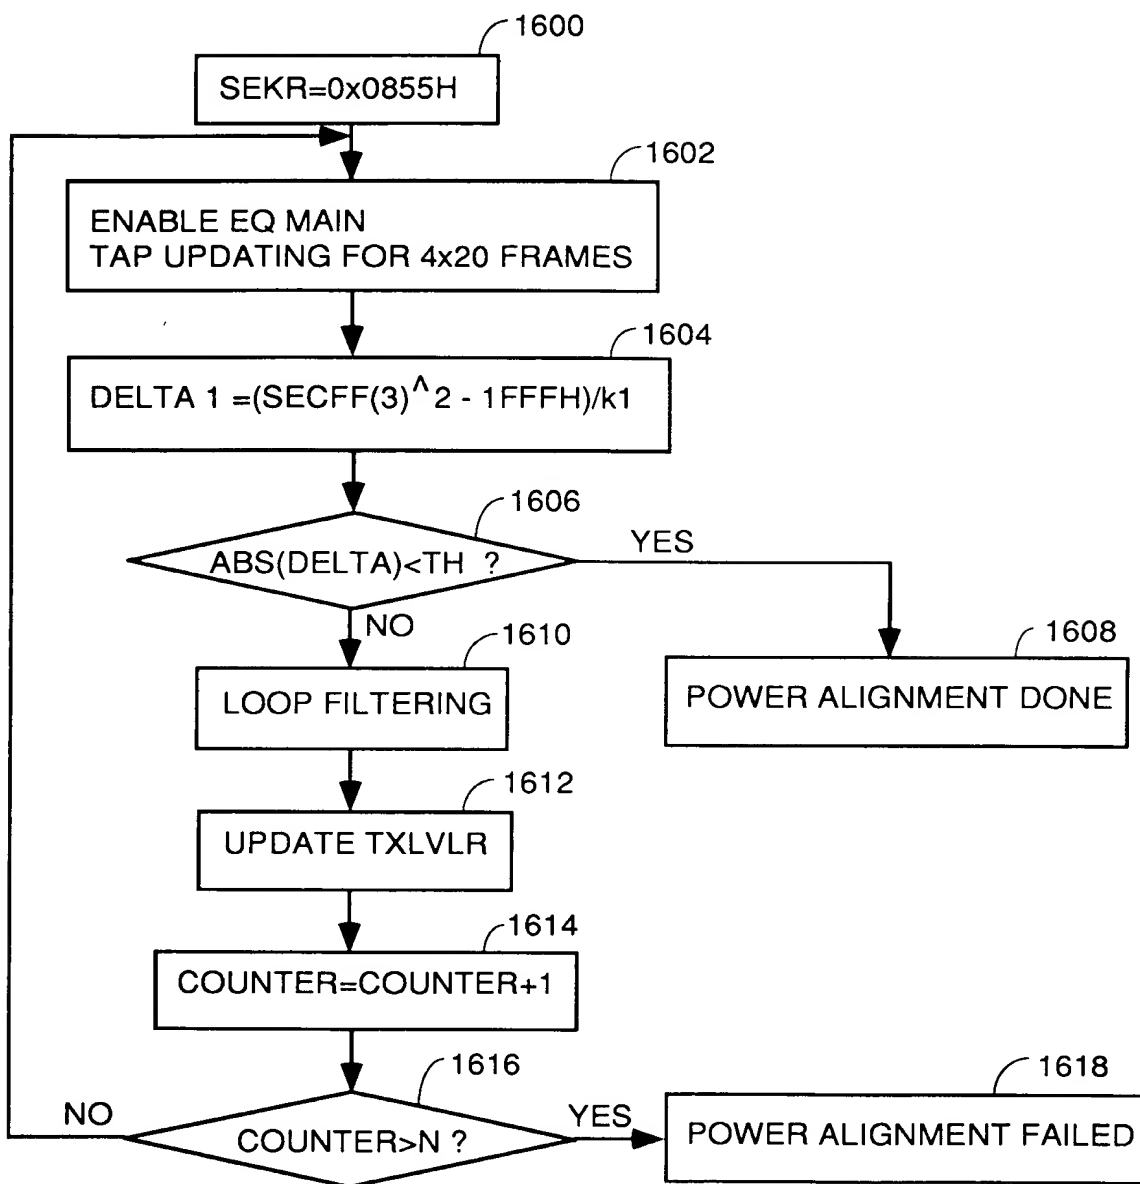 1600
SEKR=0x0855H
1602
ENABLE EQ MAIN
TAP UPDATING FOR 4x20 FRAMES
1604
DELTA 1 =(SECFF(3)^2 - 1FFFH)/k1
1606
ABS(DELTA)<TH ?
YES
NO
1608
POWER ALIGNMENT DONE
1610
LOOP FILTERING
1612
UPDATE TXLVLR
1614
COUNTER=COUNTER+1
1616
COUNTER>N ?
NO
YES
1618
POWER ALIGNMENT FAILED